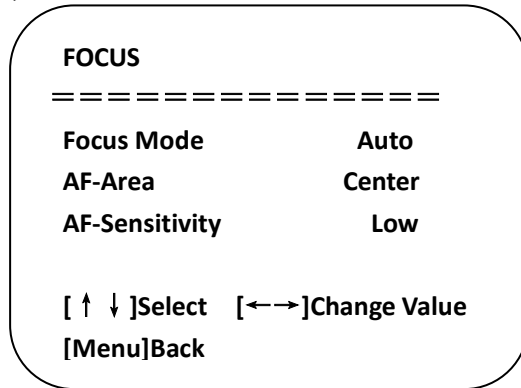 FOCUS
==============
Focus Mode Auto
AF-Area Center
AF-Sensitivity Low
[↑↓]Select [←→]Change Value
[Menu]Back